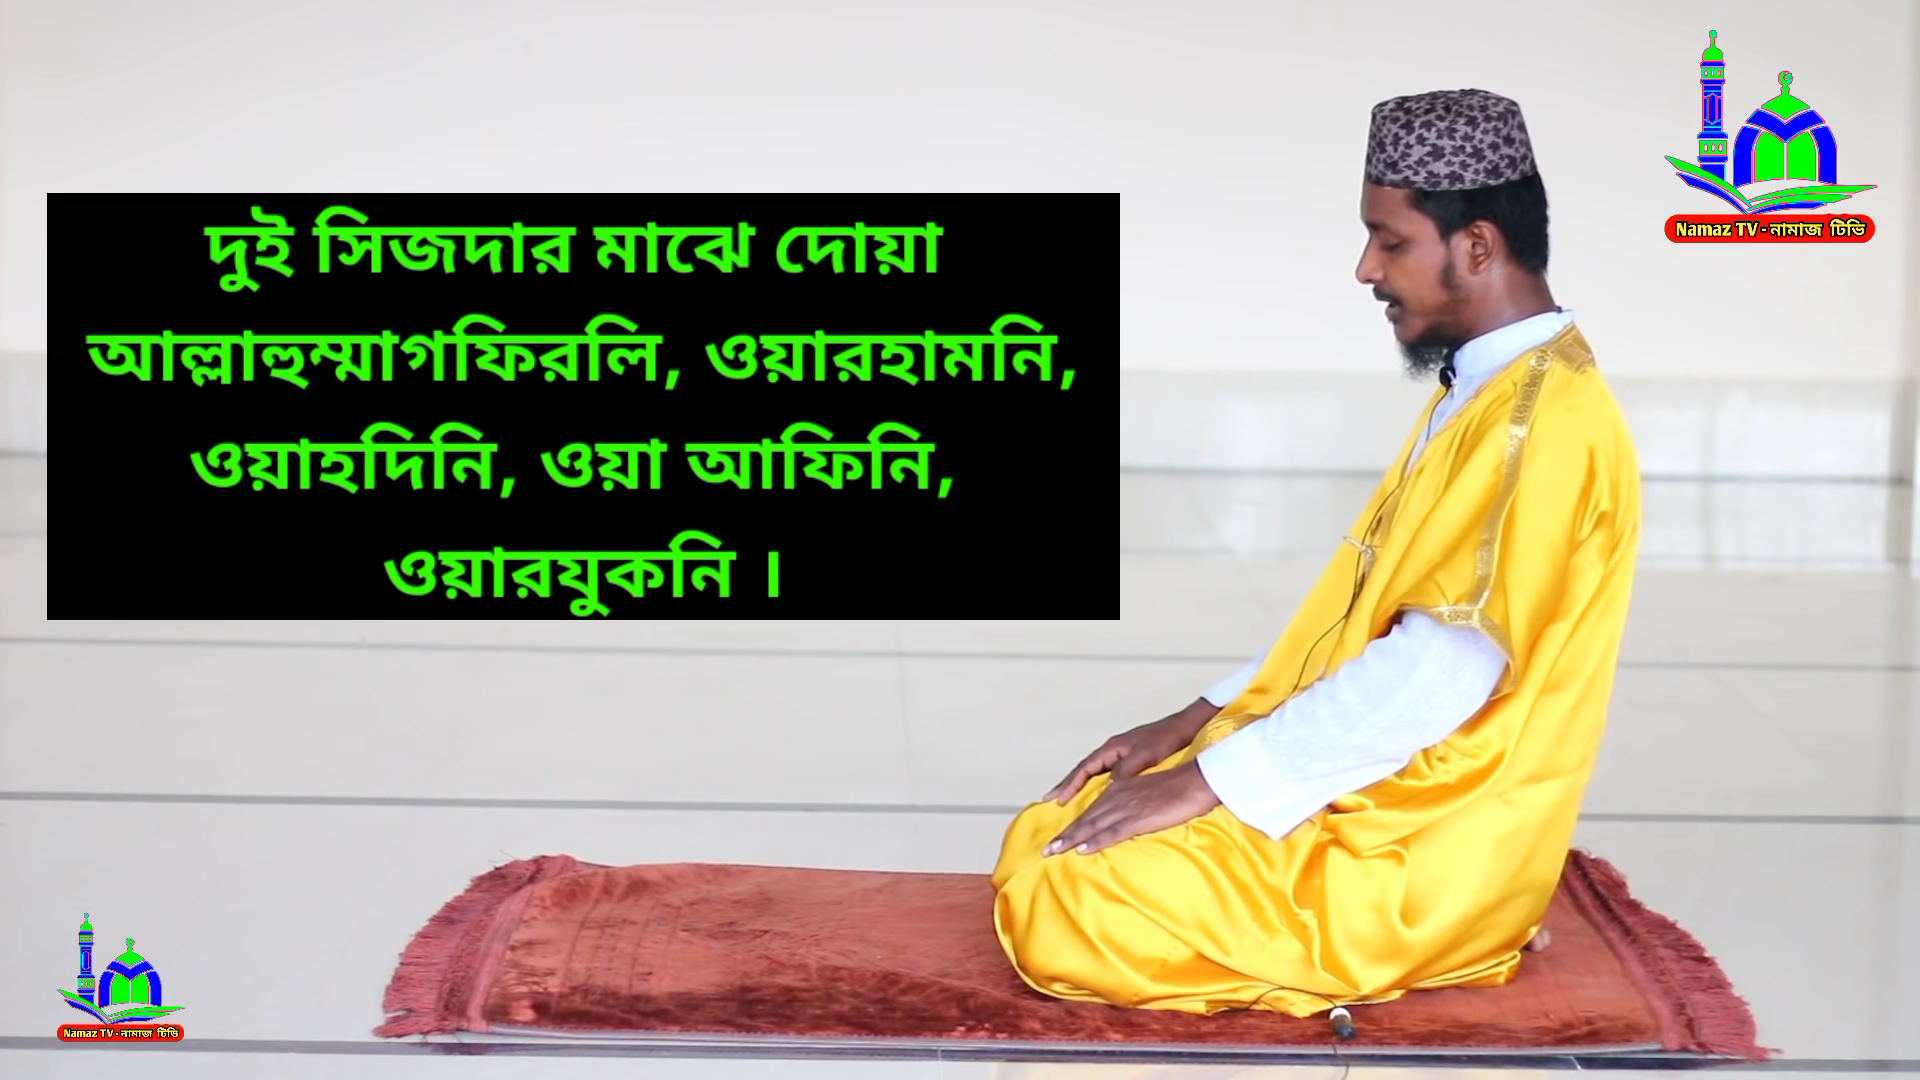 দুই সিজদার মাঝে দোয়া
আল্লাহুম্মাগফিরলি, ওয়ারহামনি,
ওয়াহদিনি, ওয়া আফিনি,
ওয়ারযুকনি ।
Namaz TV - নামাজ টিভি
Namaz TV - নামাজ টিভি